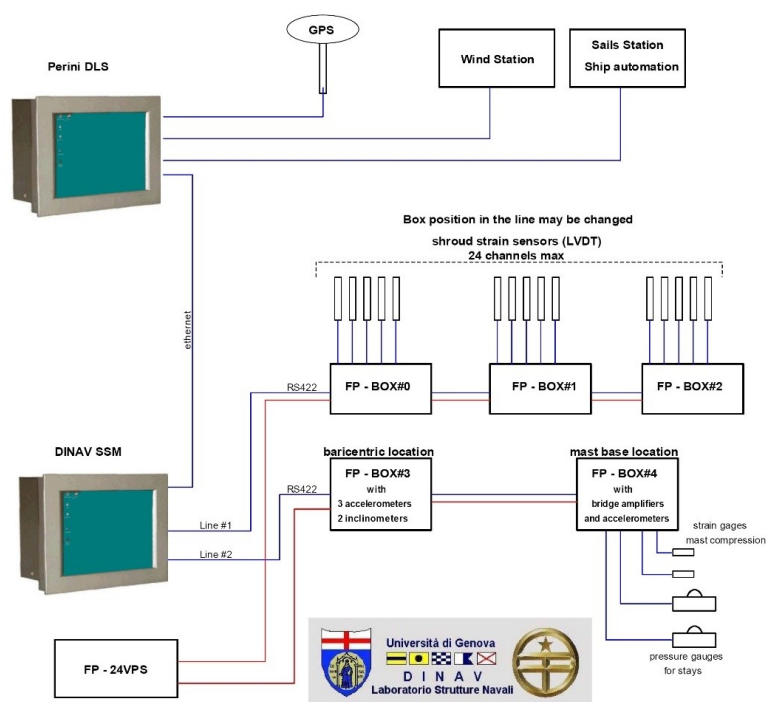 GPS
Perini DLS
Wind Station
Sails Station
Ship automation
Box position in the line may be changed
shroud strain sensors (LVDT)
24 channels max
ethernet
RS422
FP - BOX#0
FP - BOX#1
FP - BOX#2
DINAV SSM
baricentric location
mast base location
FP - BOX#3
with
3 accelerometers
2 inclinometers
FP - BOX#4
with
bridge amplifiers
and accelerometers
RS422
Line #1
Line #2
strain gages
mast compression
pressure gauges
for stays
FP - 24VPS
Università di Genova
D I N A V
Laboratorio Strutture Navali